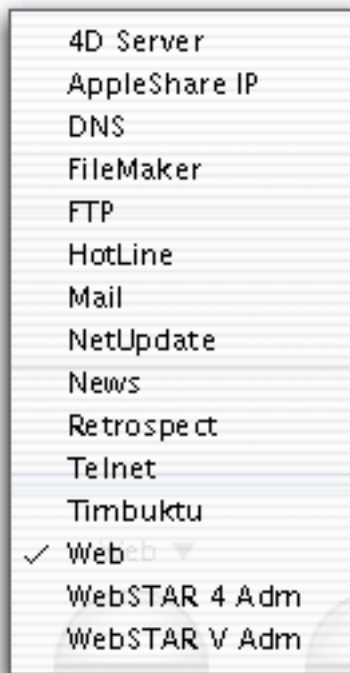 4D Server
AppleShare IP
DNS
FileMaker
FTP
HotLine
Mail
NetUpdate
News
Retrospect
Telnet
Timbuktu
✓ Web
WebSTAR 4 Adm
WebSTAR V Adm